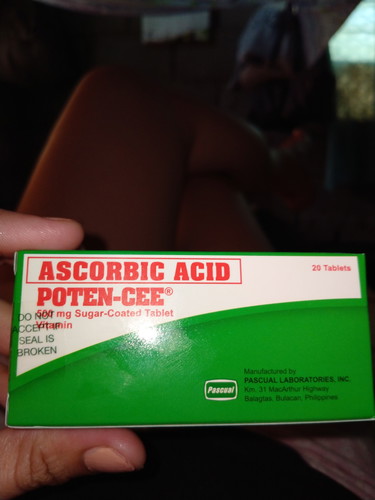 ASCORBIC ACID
20 Tablets
POTEN-CEE®
500 mg Sugar-Coated Tablet
Vitamin
DO NOT
ACCEPT IF
SEAL IS
BROKEN
Pascual
Manufactured by
PASCUAL LABORATORIES, INC.
Km. 31 MacArthur Highway
Balagtas, Bulacan, Philippines